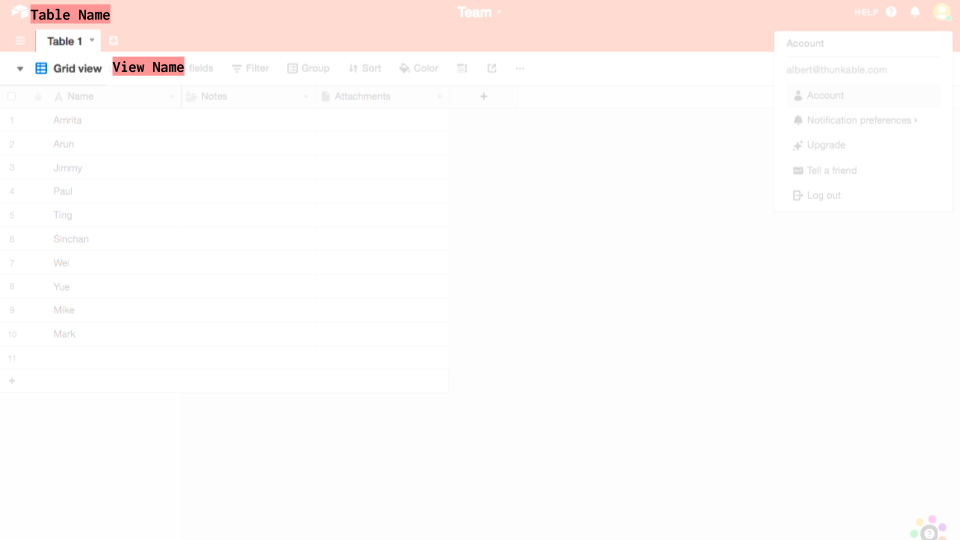 Table Name
Team
HELP
Table 1
Account
Grid view
View Name
fields
Filter
Group
Sort
Color
albert@thunkable.com
Name
Notes
Attachments
Account
1 Amrita
Notification preferences
2 Arun
Upgrade
3 Jimmy
Tell a friend
4 Paul
Log out
5 Ting
6 Sinchan
7 Wei
8 Yue
9 Mike
10 Mark
11